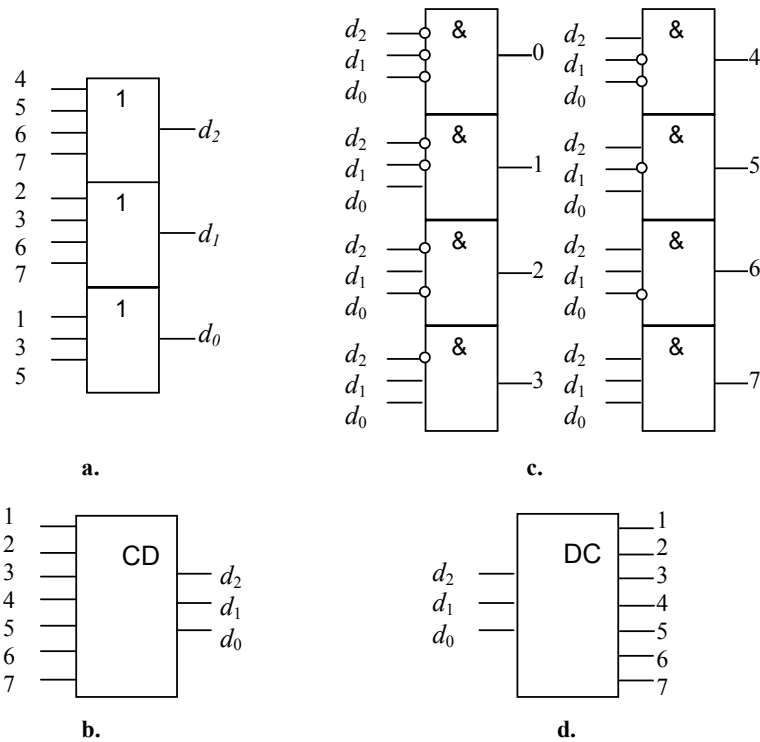 4
5
6
7
1
d₂
2
3
6
7
1
d₁
1
3
5
1
d₀
a.
d₂
d₁
d₀
&
0
d₂
d₁
d₀
&
1
d₂
d₁
d₀
&
2
d₂
d₁
d₀
&
3
d₂
d₁
d₀
&
4
d₂
d₁
d₀
&
5
d₂
d₁
d₀
&
6
d₂
d₁
d₀
&
7
c.
1
2
3
4
5
6
7
CD
d₂
d₁
d₀
b.
d₂
d₁
d₀
DC
1
2
3
4
5
6
7
d.